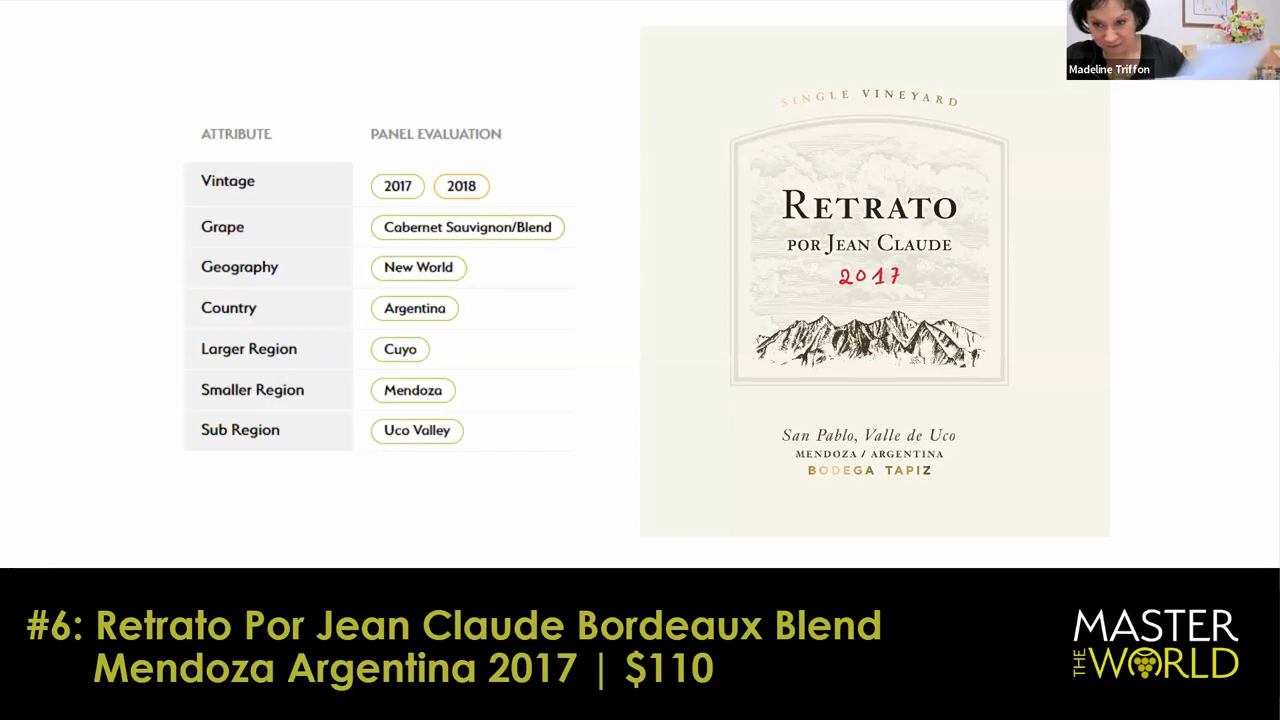 Madeline Triffon
ATTRIBUTE PANEL EVALUATION
Vintage 2017 2018
Grape Cabernet Sauvignon/Blend
Geography New World
Country Argentina
Larger Region Cuyo
Smaller Region Mendoza
Sub Region Uco Valley
SINGLE VINEYARD
RETRATO
POR JEAN CLAUDE
2017
San Pablo, Valle de Uco
MENDOZA / ARGENTINA
BODEGA TAPIZ
#6: Retrato Por Jean Claude Bordeaux Blend
Mendoza Argentina 2017 | $110
MASTER
THE WORLD